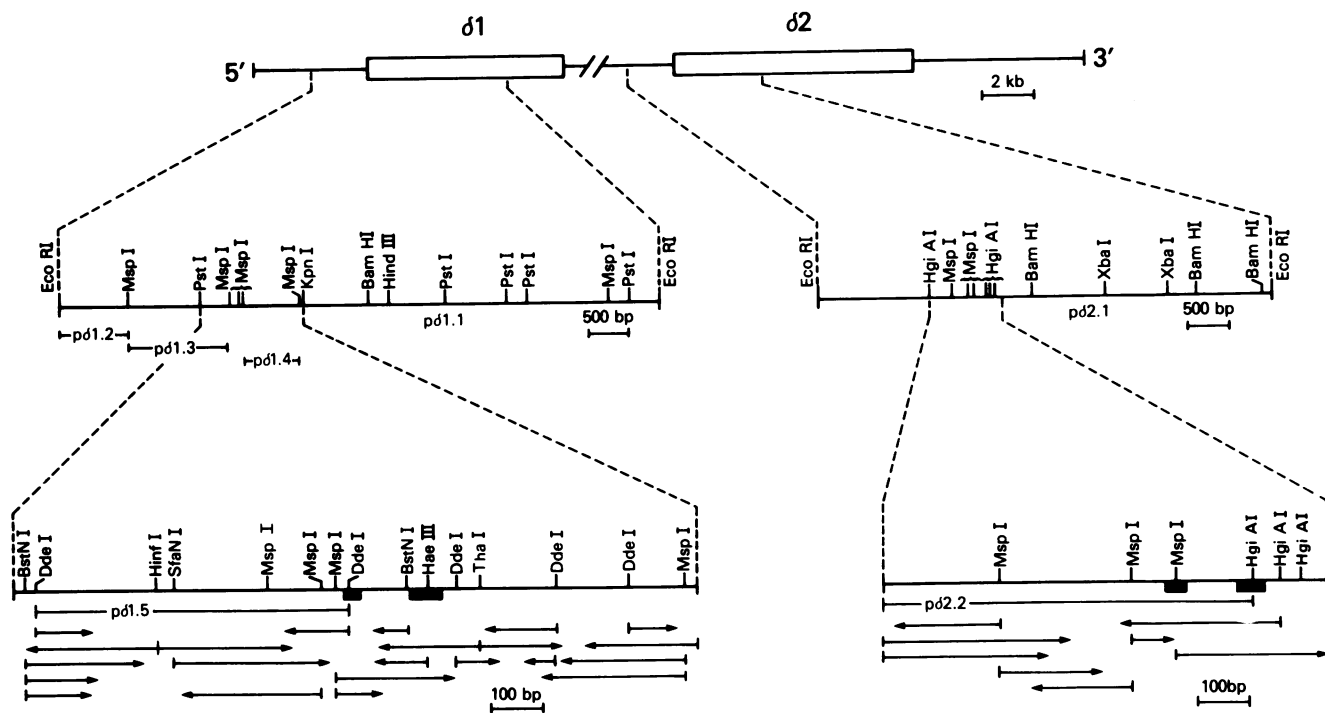 δ1 δ2
5′ 3′
2 kb
Eco RI
Msp I
Pst I
Msp I
Msp I
Msp I
Kpn I
Bam HI
Hind III
Pst I
Pst I
Pst I
Msp I
Pst I
Eco RI
pδ1.2
pδ1.3
pδ1.4
pδ1.1
500 bp
Eco RI
Hgi A I
Msp I
Msp I
Hgi A I
Bam HI
Xba I
Xba I
Bam HI
Bam HI
Eco RI
pδ2.1
500 bp
BstN I
Dde I
Hinf I
SfaN I
Msp I
Msp I
Msp I
Dde I
BstN I
Hae III
Dde I
Tha I
Dde I
Dde I
Msp I
pδ1.5
100 bp
Msp I
Msp I
Msp I
Hgi A I
Hgi A I
Hgi A I
pδ2.2
100bp